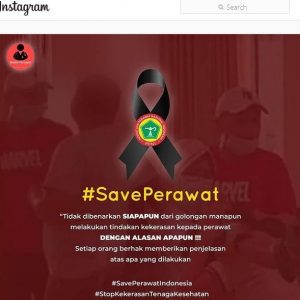 Instagram
Search
#SavePerawat
"Tidak dibenarkan SIAPAPUN dari golongan manapun
melakukan tindakan kekerasan kepada perawat
DENGAN ALASAN APAPUN !!!
Setiap orang berhak memberikan penjelasan
atas apa yang dilakukan
#SavePerawatIndonesia
#StopKekerasanTenagaKesehatan